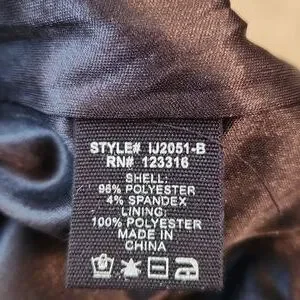 STYLE# IJ2051-B
RN# 123316
SHELL:
96% POLYESTER
4% SPANDEX
LINING:
100% POLYESTER
MADE IN
CHINA